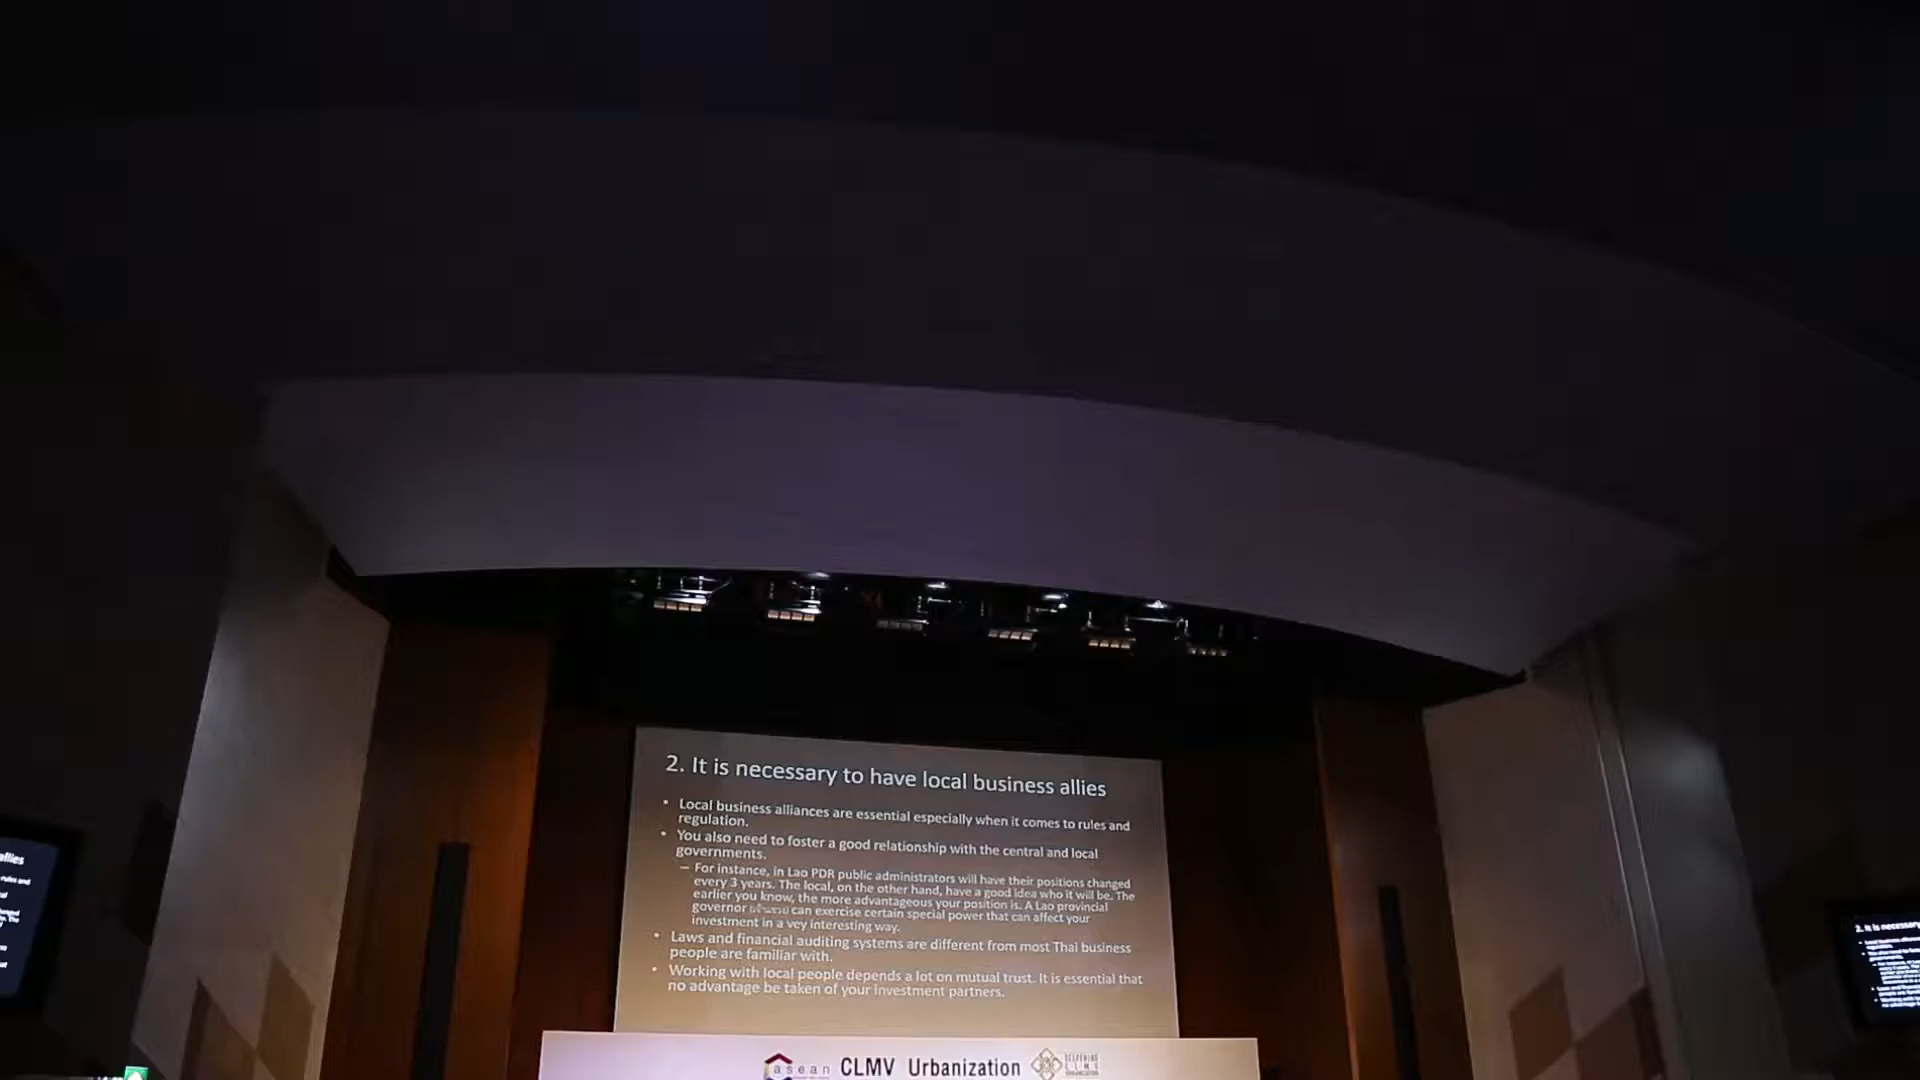 2. It is necessary to have local business allies
• Local business alliances are essential especially when it comes to rules and
regulation.
• You also need to foster a good relationship with the central and local
governments.
– For instance, in Lao PDR public administrators will have their positions changed
every 3 years. The local, on the other hand, have a good idea who it will be. The
earlier you know, the more advantageous your position is. A Lao provincial
governor can exercise certain special power that can affect your
investment in a vey interesting way.
• Laws and financial auditing systems are different from most Thai business
people are familiar with.
• Working with local people depends a lot on mutual trust. It is essential that
no advantage be taken of your investment partners.
asean CLMV Urbanization
allies
2. It is necessary